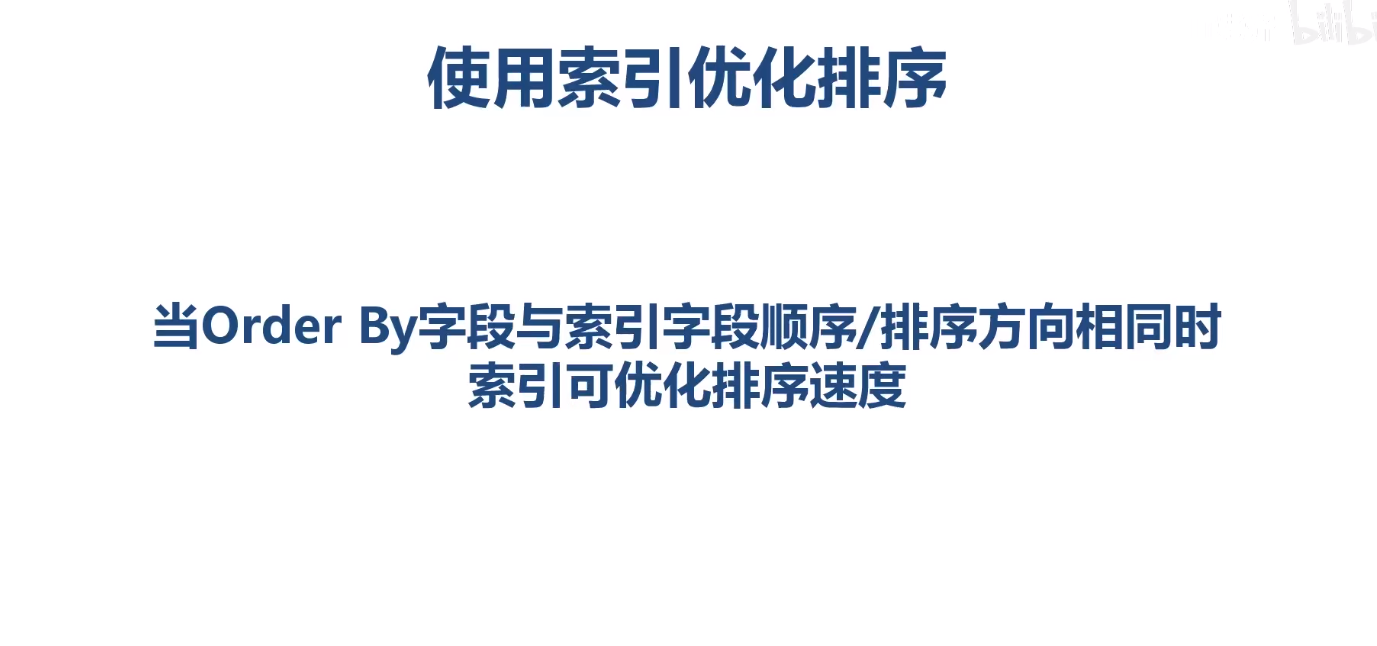 使用索引优化排序
当Order By字段与索引字段顺序/排序方向相同时
索引可优化排序速度